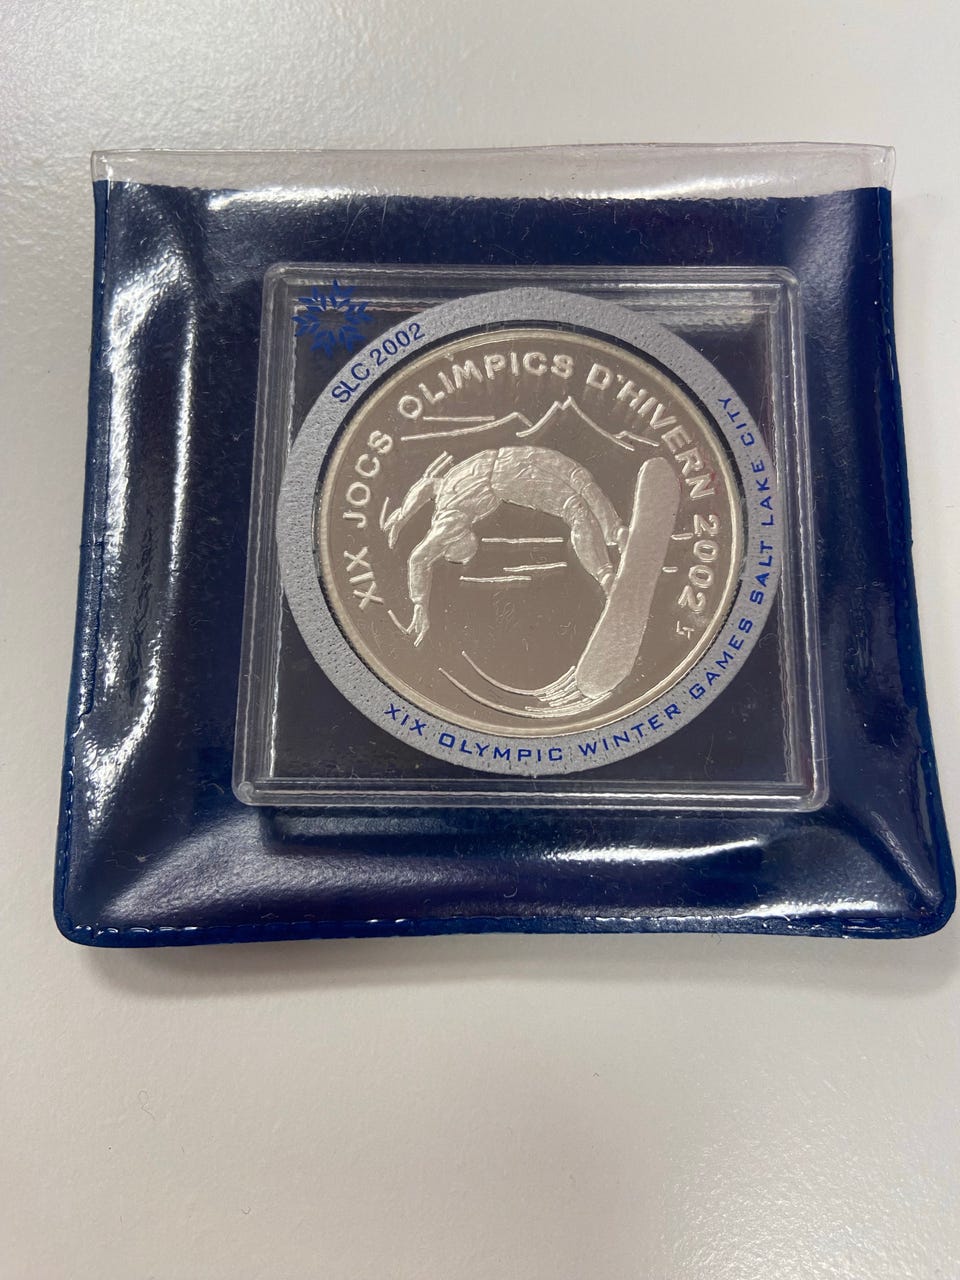 SLC 2002
XIX JOCS OLIMPICS D'HIVERN 2002
XIX OLYMPIC WINTER GAMES SALT LAKE CITY